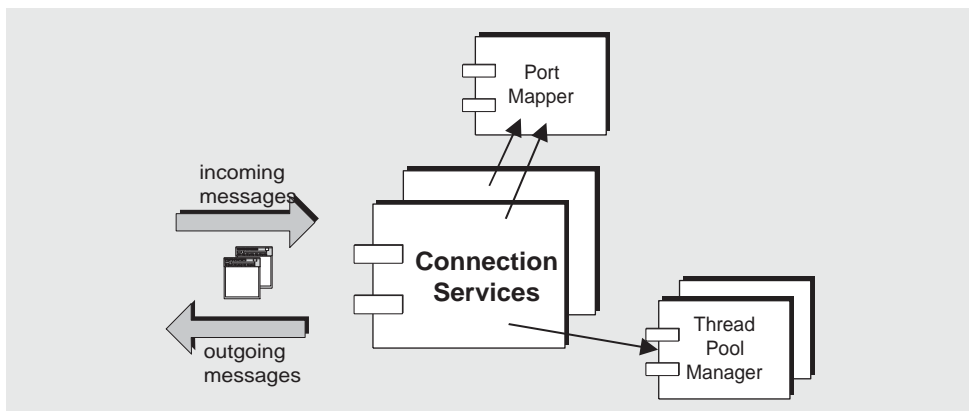 Port
Mapper
incoming
messages
Connection
Services
outgoing
messages
Thread
Pool
Manager